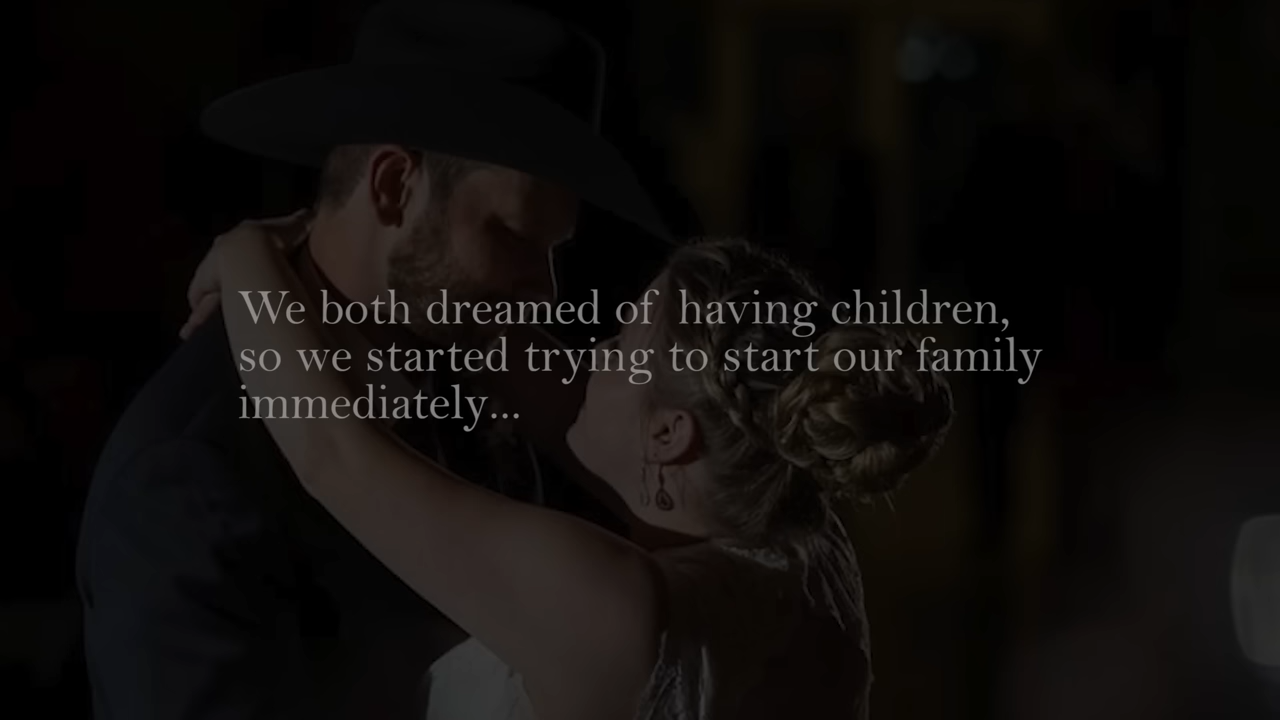 We both dreamed of  having children,
so we started trying to start our family
immediately...